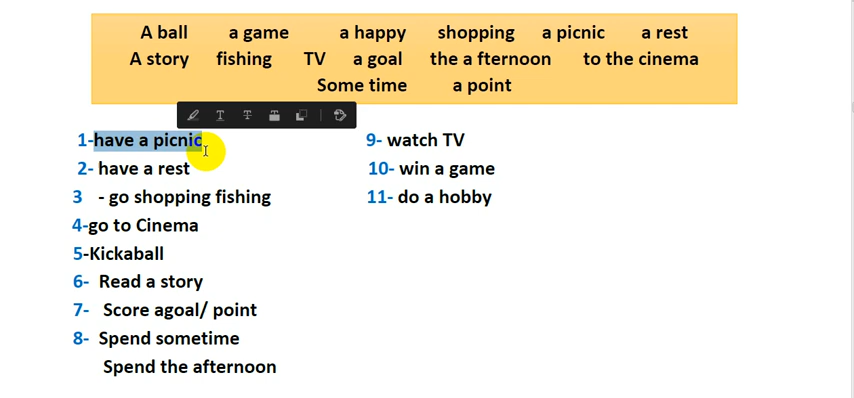 A ball a game a happy shopping a picnic a rest
A story fishing TV a goal the a fternoon to the cinema
Some time a point
1-have a picnic
2- have a rest
3 - go shopping fishing
4-go to Cinema
5-Kickaball
6- Read a story
7- Score agoal/ point
8- Spend sometime
Spend the afternoon
9- watch TV
10- win a game
11- do a hobby